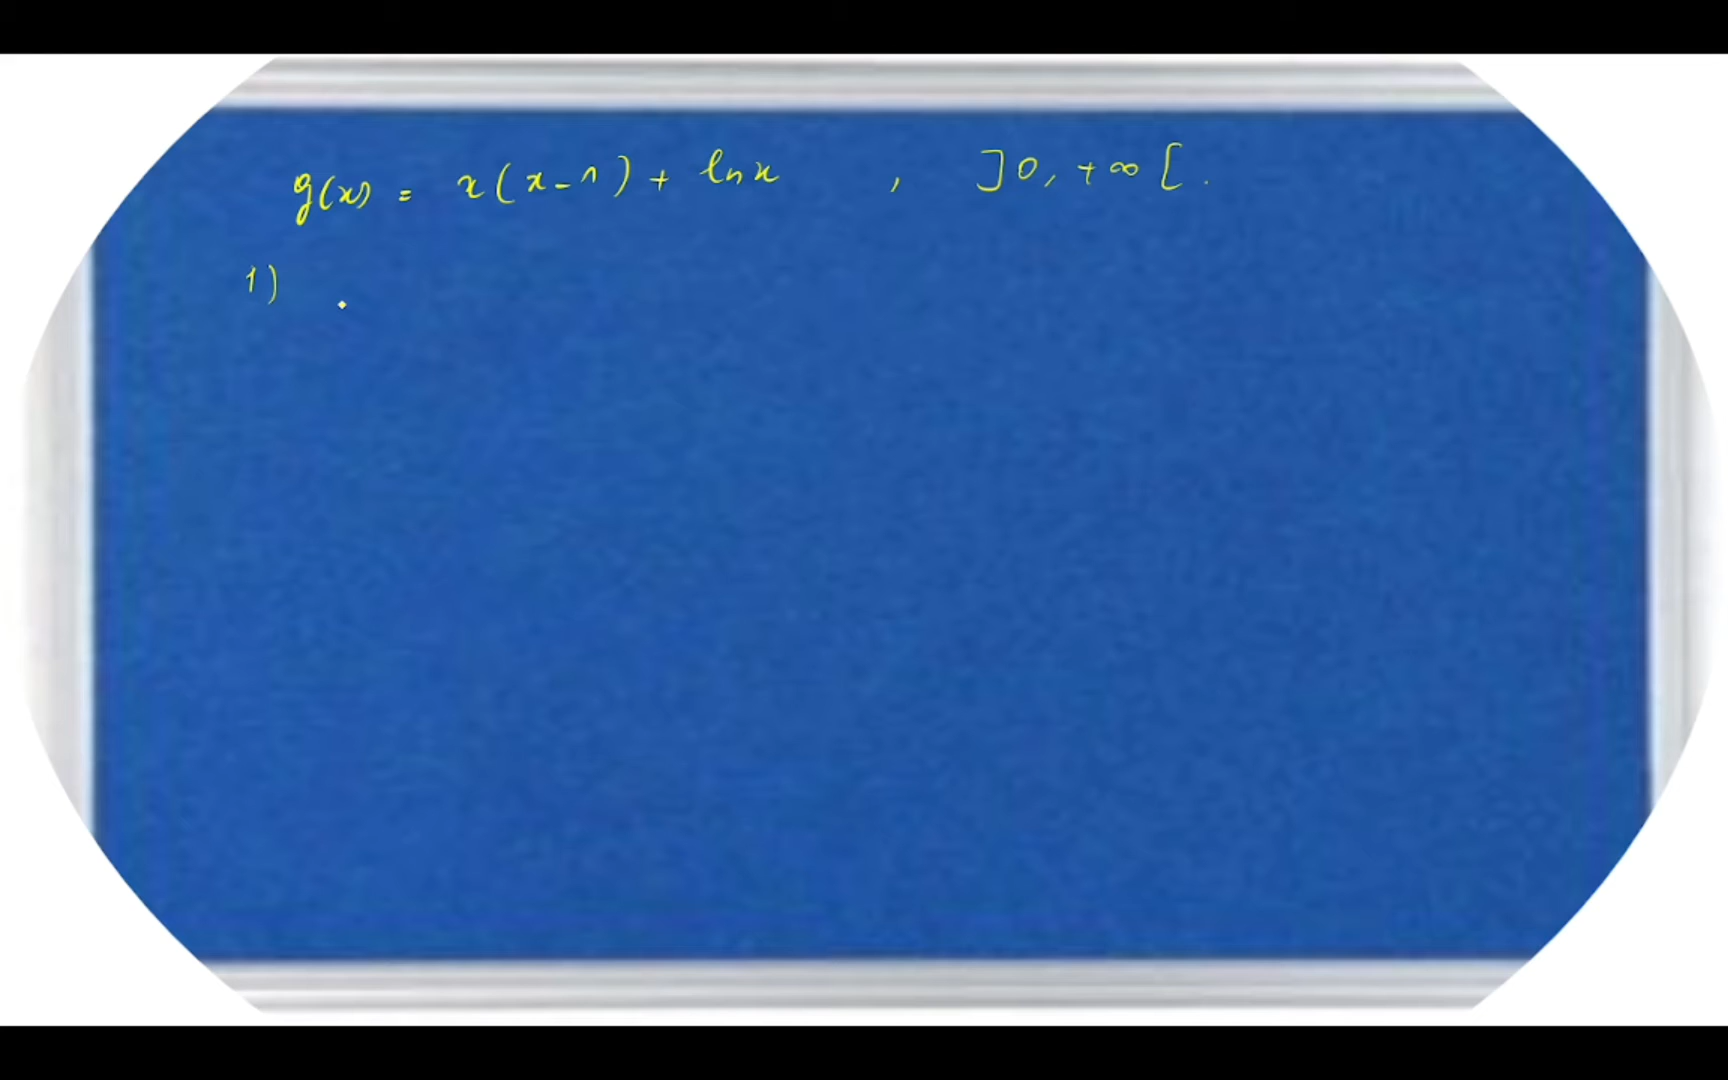 g(x) = x(x-1) + ln x , ]0, +∞[.
1) .